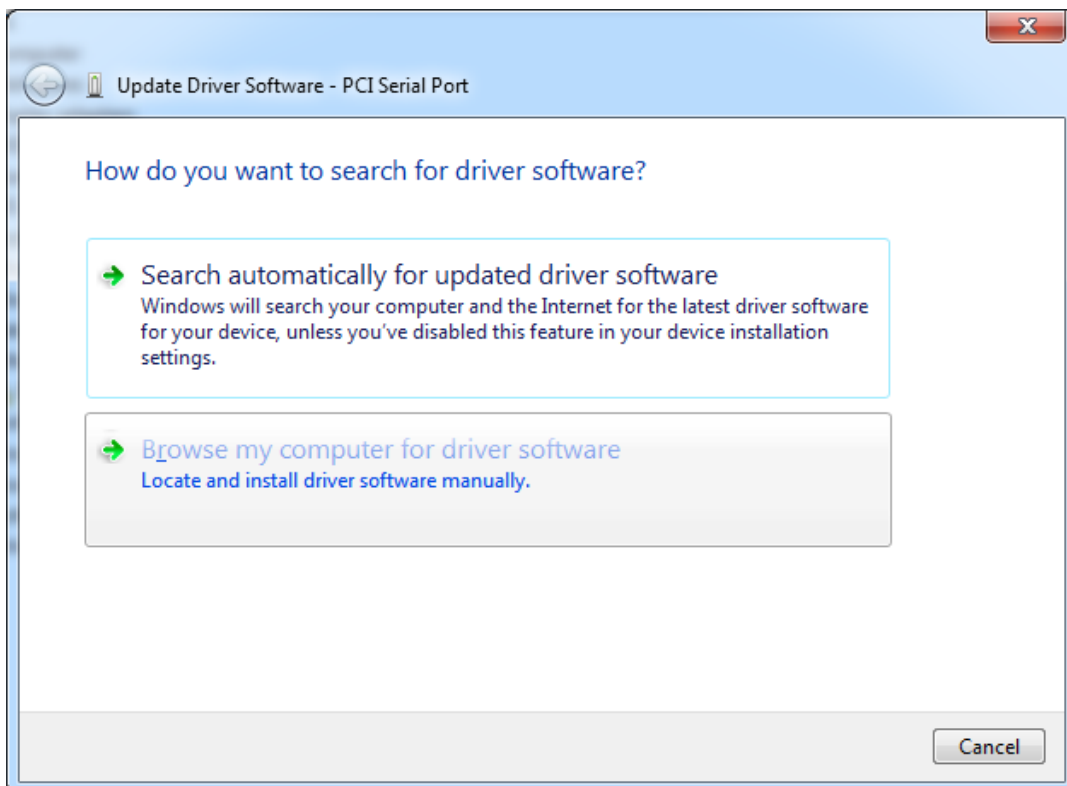 Update Driver Software - PCI Serial Port
How do you want to search for driver software?
Search automatically for updated driver software
Windows will search your computer and the Internet for the latest driver software
for your device, unless you've disabled this feature in your device installation
settings.
Browse my computer for driver software
Locate and install driver software manually.
Cancel